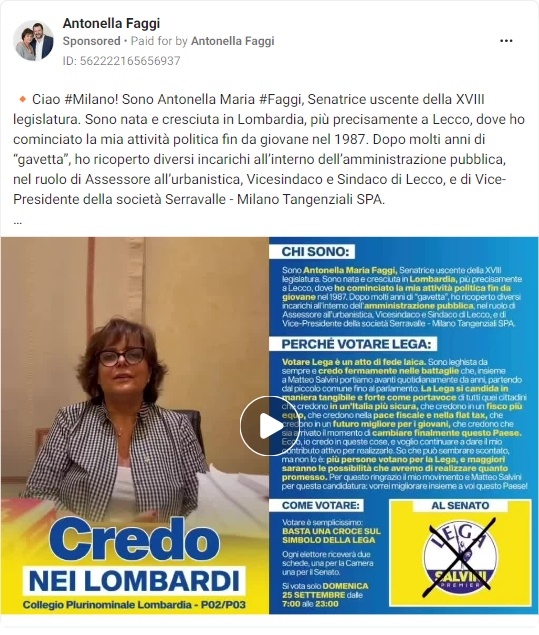 Antonella Faggi
Sponsored • Paid for by Antonella Faggi
ID: 562222165656937
🔸Ciao #Milano! Sono Antonella Maria #Faggi, Senatrice uscente della XVIII
legislatura. Sono nata e cresciuta in Lombardia, più precisamente a Lecco, dove ho
cominciato la mia attività politica fin da giovane nel 1987. Dopo molti anni di
“gavetta”, ho ricoperto diversi incarichi all’interno dell’amministrazione pubblica,
nel ruolo di Assessore all’urbanistica, Vicesindaco e Sindaco di Lecco, e di Vice-
Presidente della società Serravalle - Milano Tangenziali SPA.
...
CHI SONO:
Sono Antonella Maria Faggi, Senatrice uscente della XVIII
legislatura. Sono nata e cresciuta in Lombardia, più precisamente
a Lecco, dove ho cominciato la mia attività politica fin da
giovane nel 1987. Dopo molti anni di “gavetta”, ho ricoperto diversi
incarichi all’interno dell’amministrazione pubblica, nel ruolo di
Assessore all’urbanistica, Vicesindaco e Sindaco di Lecco, e di
Vice-Presidente della società Serravalle - Milano Tangenziali SPA.
PERCHÉ VOTARE LEGA:
Votare Lega è un atto di fede laica. Sono leghista da
sempre e credo fermamente nelle battaglie che, insieme
a Matteo Salvini portiamo avanti quotidianamente da anni, partendo
dal piccolo comune fino al parlamento. La Lega si candida in
maniera tangibile e forte come portavoce di tutti quei cittadini
che credono in un’Italia più sicura, che credono in un fisco più
equo, che credono nella pace fiscale e nella flat tax, che
credono in un futuro migliore per i giovani, che credono che
sia arrivato il momento di cambiare finalmente questo Paese.
Ecco, io credo in queste cose, e voglio continuare a dare il mio
contributo attivo per realizzarle. So che può sembrare scontato,
ma non lo è: più persone votano per la Lega, e maggiori
saranno le possibilità che avremo di realizzare quanto
promesso. Per questo ringrazio il mio movimento e Matteo Salvini
per questa candidatura: vorrei migliorare insieme a voi questo Paese!
COME VOTARE:
Votare è semplicissimo:
BASTA UNA CROCE SUL
SIMBOLO DELLA LEGA
Ogni elettore riceverà due
schede, una per la Camera
una per il Senato.
Si vota solo DOMENICA
25 SETTEMBRE dalle
7:00 alle 23:00
AL SENATO
LEGA
SALVINI
PREMIER
Credo
NEI LOMBARDI
Collegio Plurinominale Lombardia - P02/P03